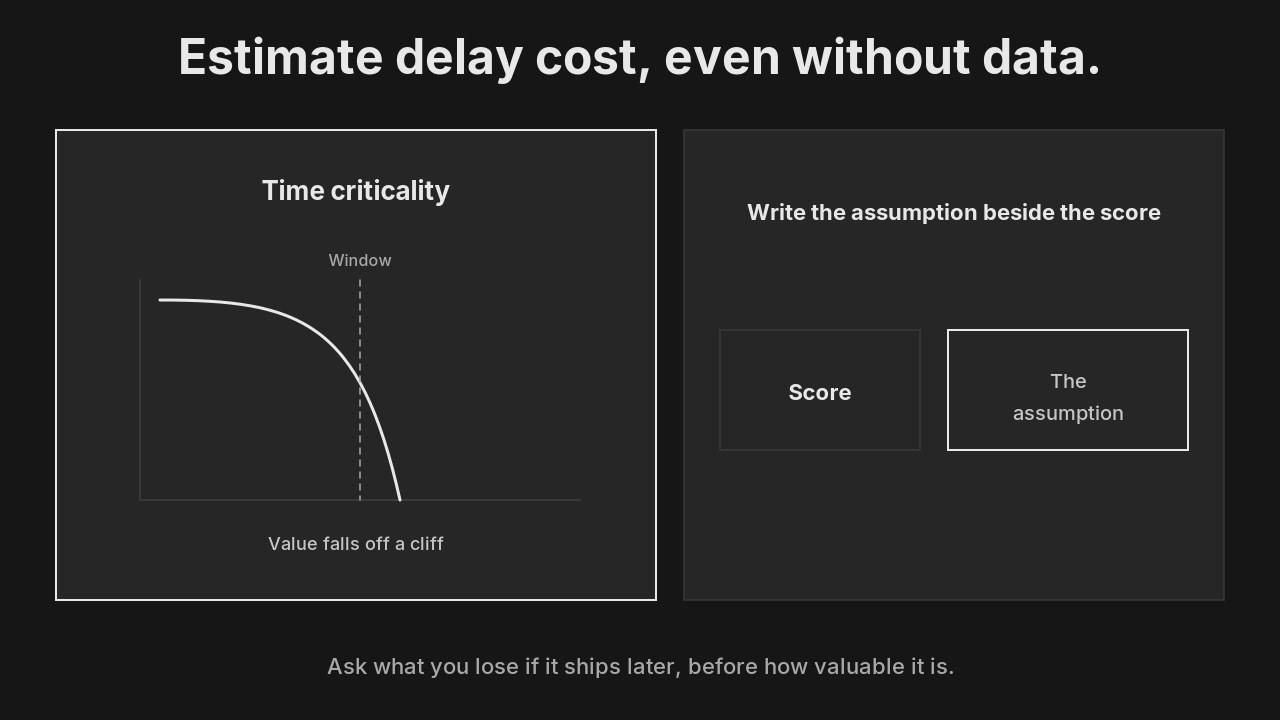 Estimate delay cost, even without data.
Time criticality
Window
Value falls off a cliff
Write the assumption beside the score
Score
The
assumption
Ask what you lose if it ships later, before how valuable it is.